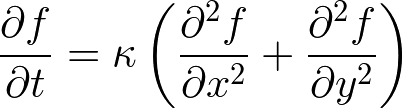 ∂f/∂t = κ (∂²f/∂x² + ∂²f/∂y²)